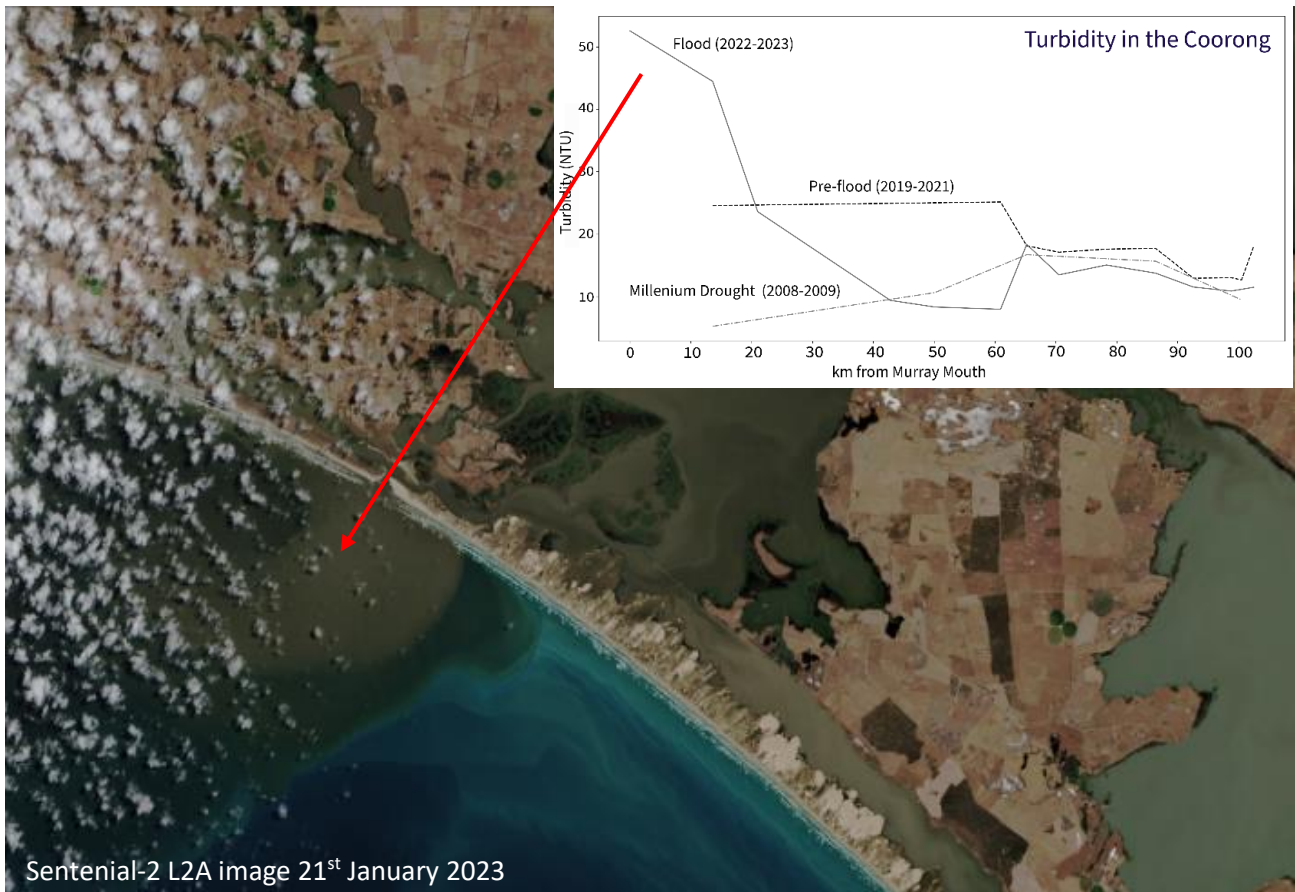 Turbidity in the Coorong
Flood (2022-2023)
Pre-flood (2019-2021)
Millenium Drought (2008-2009)
Turbidity (NTU)
50
40
30
20
10
0 10 20 30 40 50 60 70 80 90 100
km from Murray Mouth
Sentenial-2 L2A image 21st January 2023